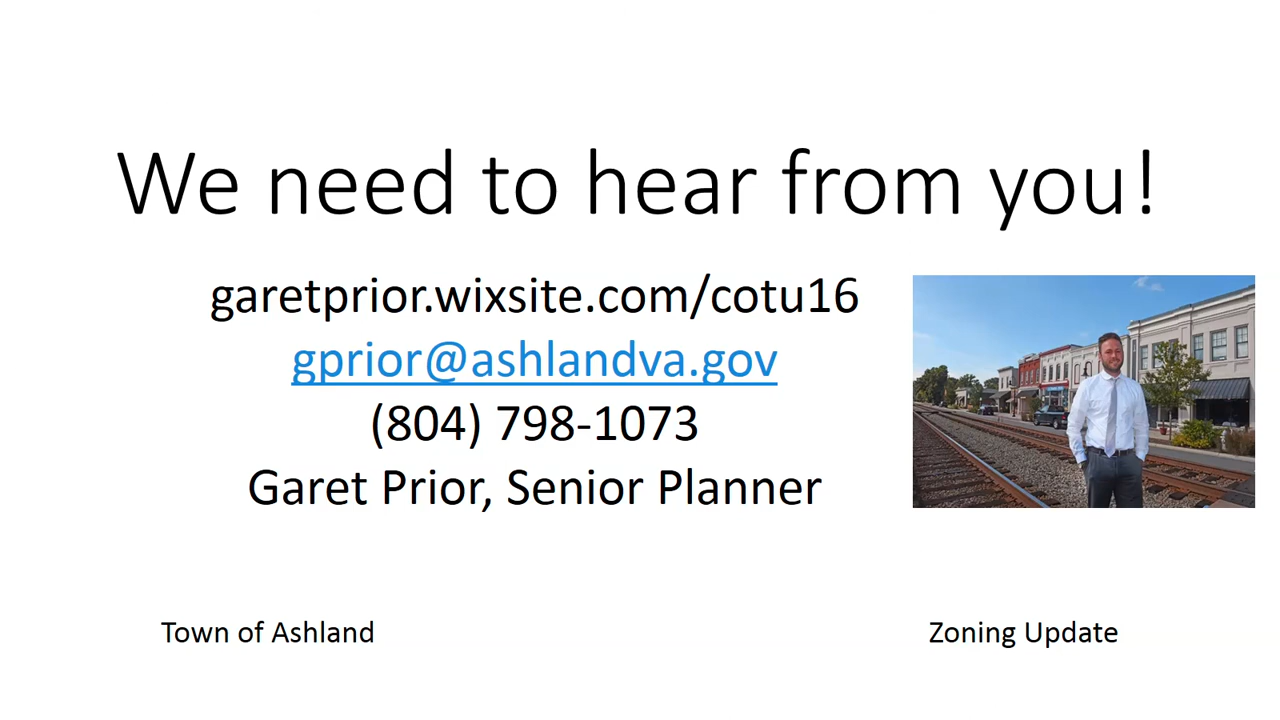 We need to hear from you!
garetprior.wixsite.com/cotu16
gprior@ashlandva.gov
(804) 798-1073
Garet Prior, Senior Planner
Town of Ashland
Zoning Update